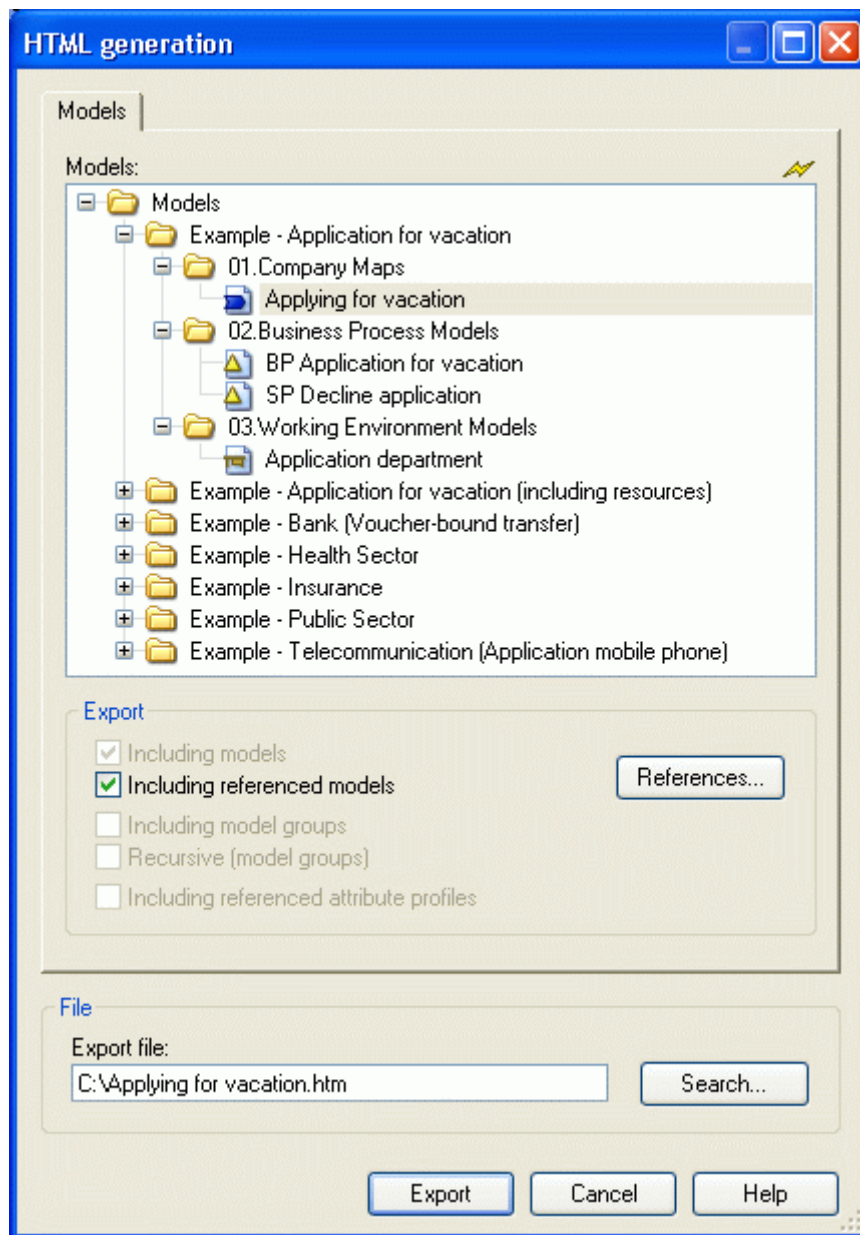 HTML generation
Models
Models:
Models
Example - Application for vacation
01.Company Maps
Applying for vacation
02.Business Process Models
BP Application for vacation
SP Decline application
03.Working Environment Models
Application department
Example - Application for vacation (including resources)
Example - Bank (Voucher-bound transfer)
Example - Health Sector
Example - Insurance
Example - Public Sector
Example - Telecommunication (Application mobile phone)
Export
Including models
Including referenced models
References...
Including model groups
Recursive (model groups)
Including referenced attribute profiles
File
Export file:
C:\Applying for vacation.htm
Search...
Export
Cancel
Help